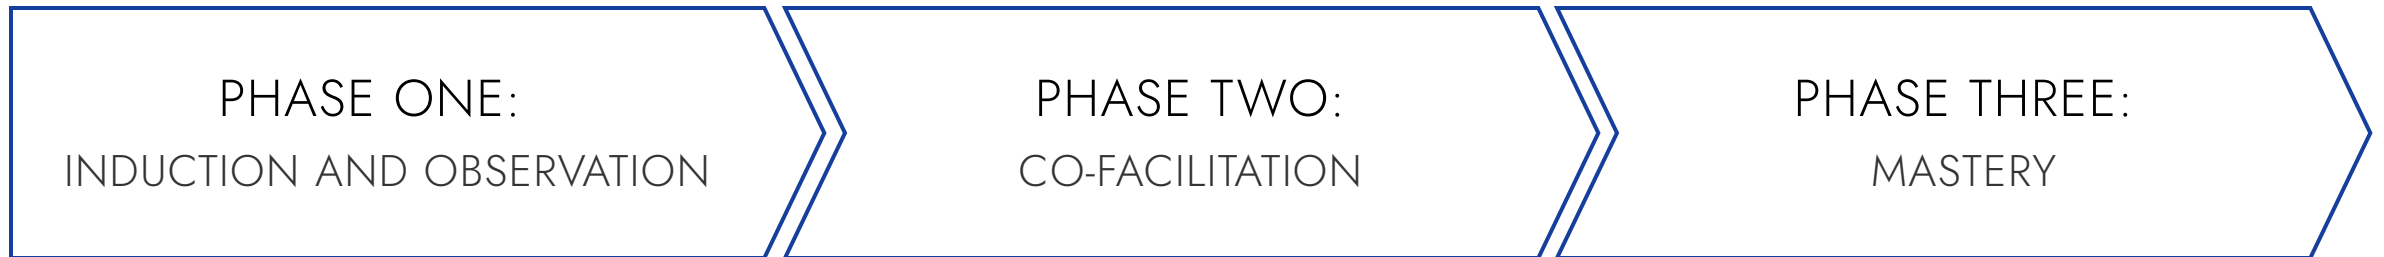 PHASE ONE:
INDUCTION AND OBSERVATION
PHASE TWO:
CO-FACILITATION
PHASE THREE:
MASTERY